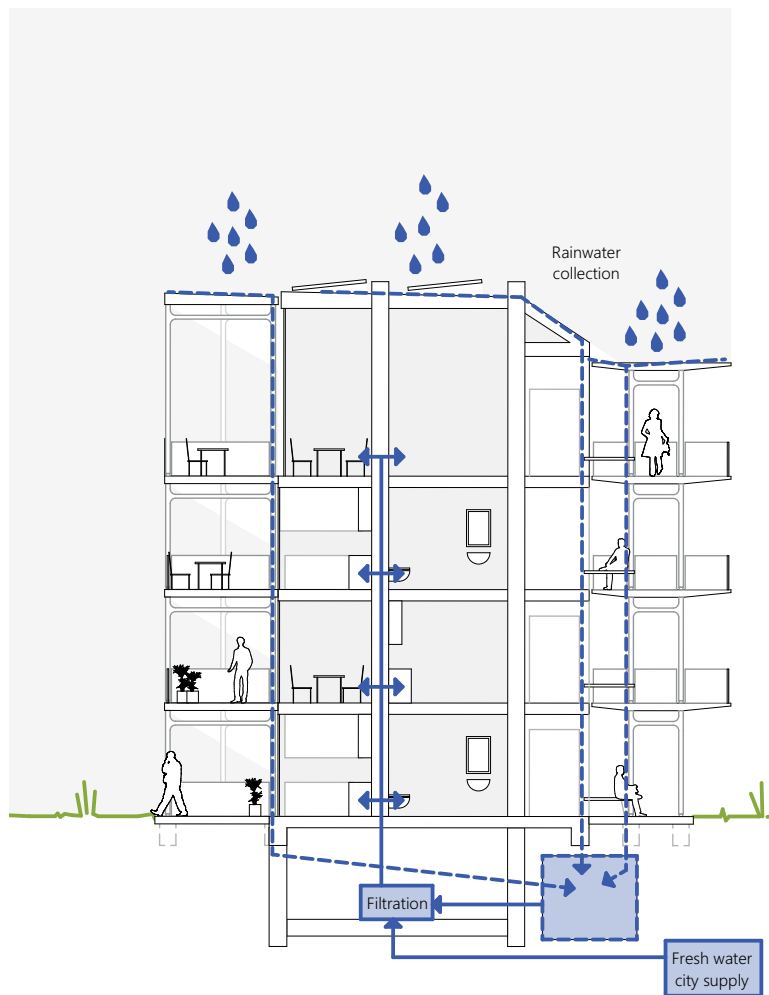 Rainwater
collection
Filtration
Fresh water
city supply